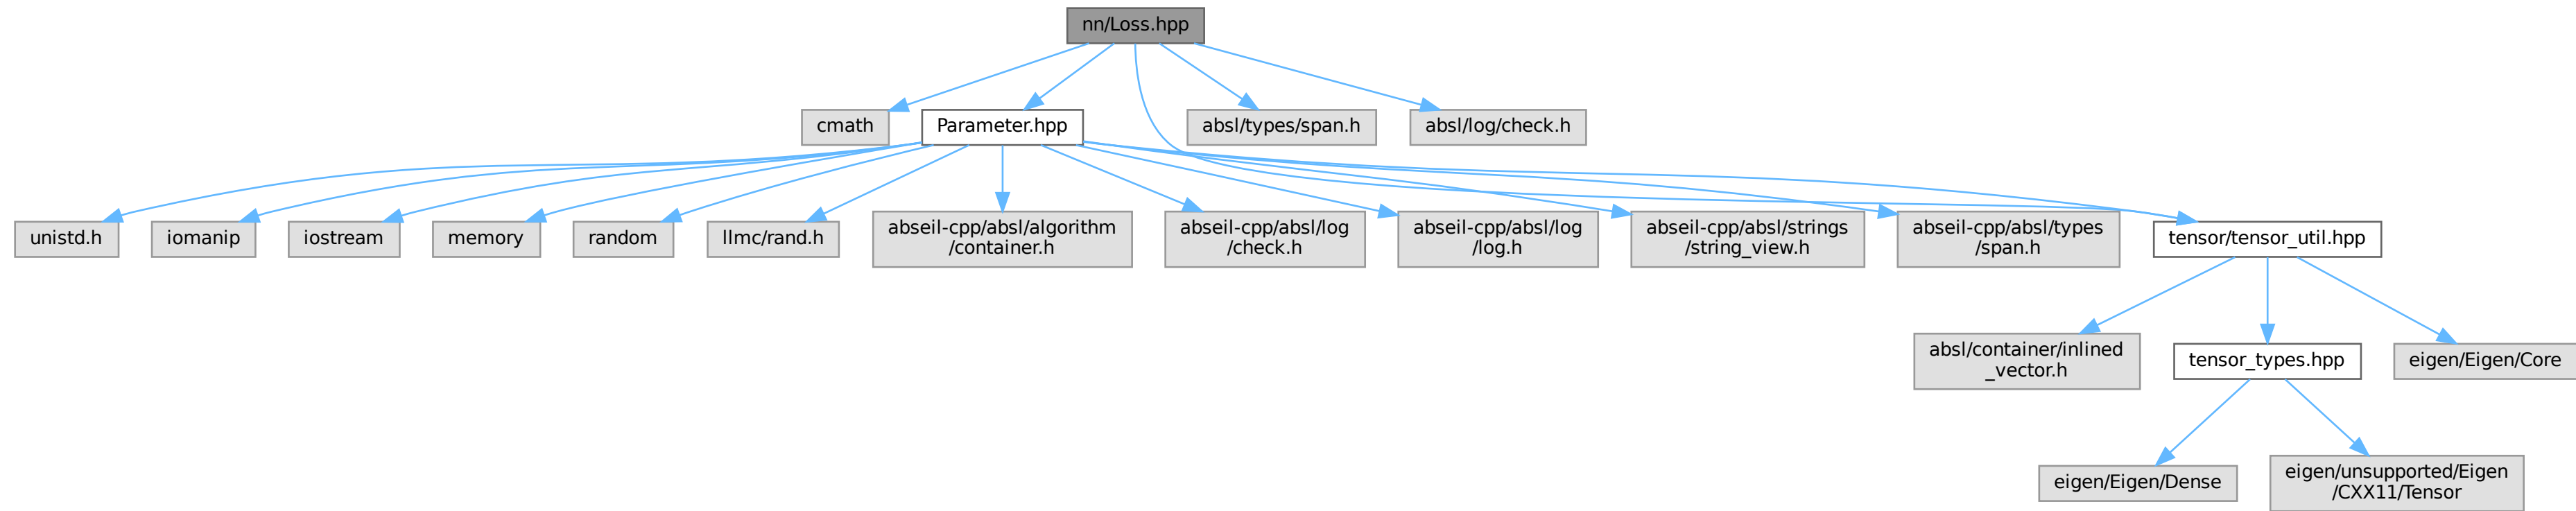 nn/Loss.hpp
cmath
Parameter.hpp
absl/types/span.h
absl/log/check.h
unistd.h
iomanip
iostream
memory
random
llmc/rand.h
abseil-cpp/absl/algorithm
/container.h
abseil-cpp/absl/log
/check.h
abseil-cpp/absl/log
/log.h
abseil-cpp/absl/strings
/string_view.h
abseil-cpp/absl/types
/span.h
tensor/tensor_util.hpp
absl/container/inlined
_vector.h
tensor_types.hpp
eigen/Eigen/Core
eigen/Eigen/Dense
eigen/unsupported/Eigen
/CXX11/Tensor